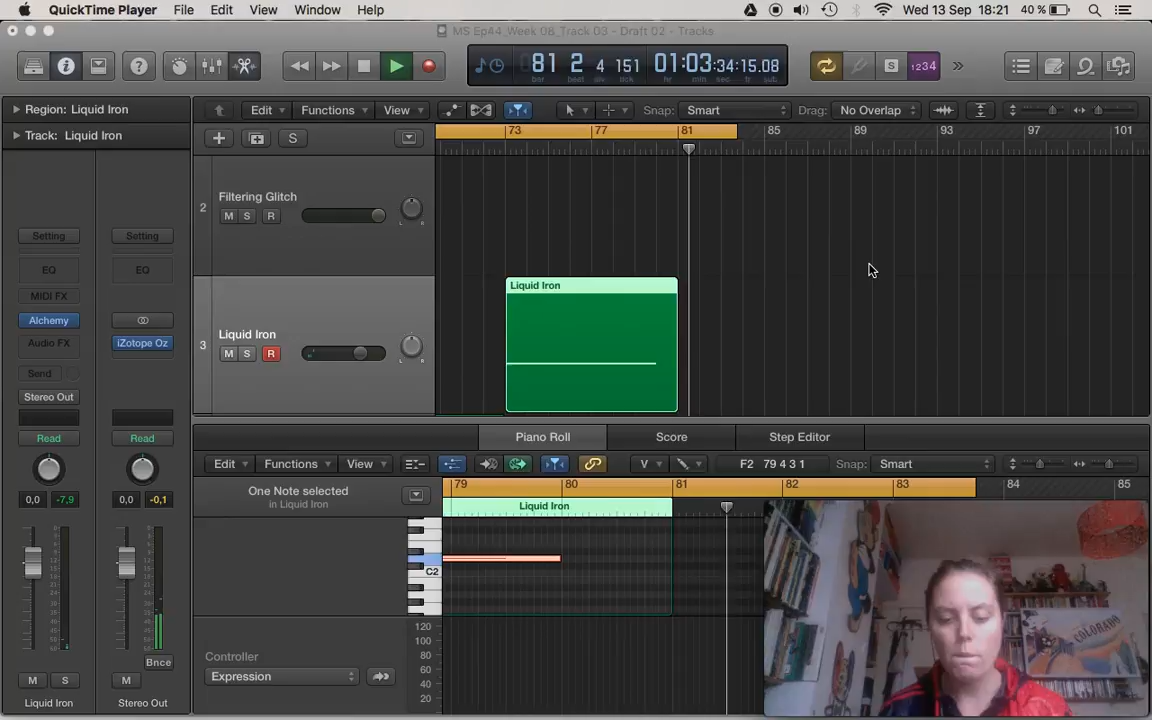 QuickTime Player File Edit View Window Help Wed 13 Sep 18:21 40 %
MS Ep44_Week 08_Track 03 - Draft 02 - Tracks
81 2 4 151 01:03:34:15.08 S 1234
bar beat div tick
Region: Liquid Iron Edit Functions View Snap: Smart Drag: No Overlap
Track: Liquid Iron S 73 77 81 85 89 93 97 101
2 Filtering Glitch
M S R L R
Setting Setting
EQ EQ
MIDI FX
Liquid Iron
Alchemy
3 Liquid Iron
Audio FX iZotope Oz M S R L R
Send
Stereo Out
Read Read Piano Roll Score Step Editor
Edit Functions View V F2 79 4 3 1 Snap: Smart
One Note selected 79 80 81 82 83 84 85
in Liquid Iron
0,0 -7,9 0,0 -0,1 Liquid Iron
C2
120
100
Controller 80
Bnce Expression 60
M S M 40
Liquid Iron Stereo Out 20
COLORADO